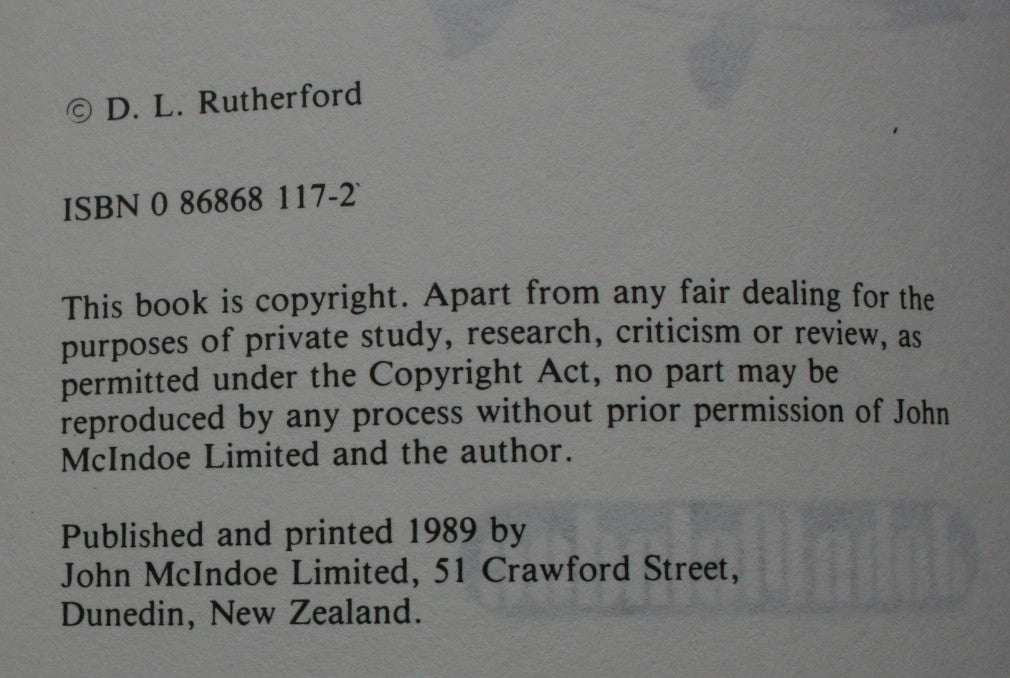 © D. L. Rutherford
ISBN 0 86868 117-2
This book is copyright. Apart from any fair dealing for the
purposes of private study, research, criticism or review, as
permitted under the Copyright Act, no part may be
reproduced by any process without prior permission of John
McIndoe Limited and the author.
Published and printed 1989 by
John McIndoe Limited, 51 Crawford Street,
Dunedin, New Zealand.